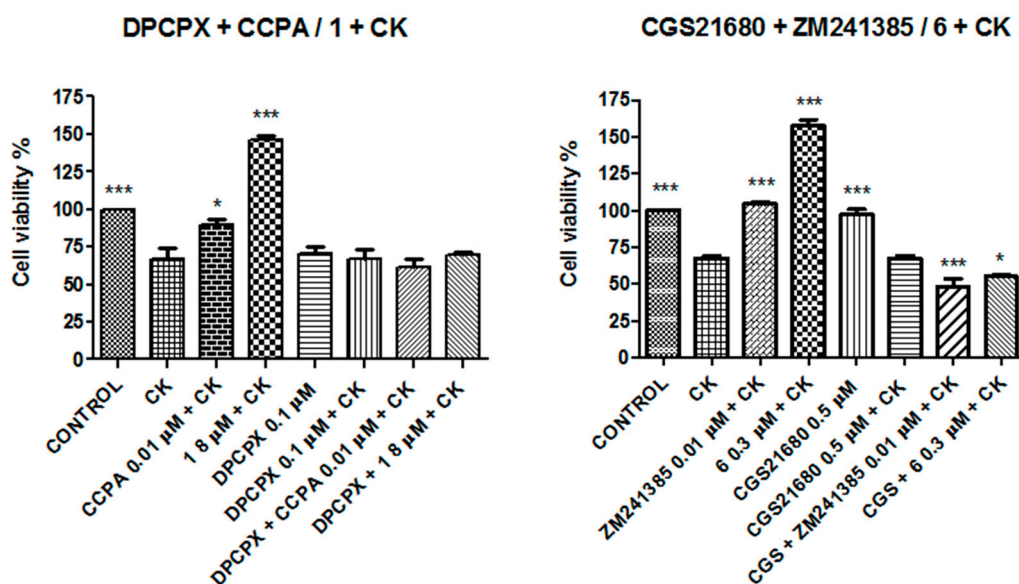 DPCPX + CCPA / 1 + CK
Cell viability %
175
150
125
100
75
50
25
0
***
*
***
CONTROL
CK
CCPA 0.01 µM + CK
1 8 µM + CK
DPCPX 0.1 µM
DPCPX 0.1 µM + CK
DPCPX + CCPA 0.01 µM + CK
DPCPX + 1 8 µM + CK
CGS21680 + ZM241385 / 6 + CK
Cell viability %
175
150
125
100
75
50
25
0
***
***
***
***
***
*
CONTROL
CK
ZM241385 0.01 µM + CK
6 0.3 µM + CK
CGS21680 0.5 µM
CGS21680 0.5 µM + CK
CGS + ZM241385 0.01 µM + CK
CGS + 6 0.3 µM + CK